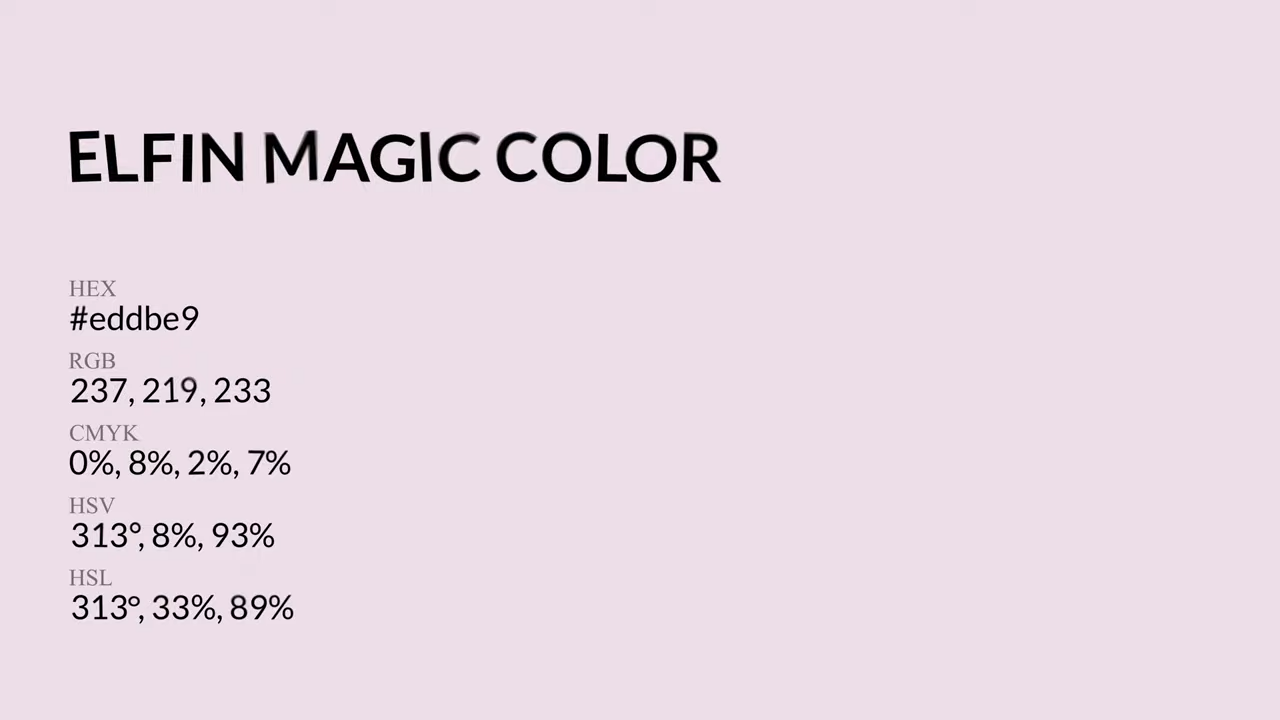 ELFIN MAGIC COLOR
HEX
#eddbe9
RGB
237, 219, 233
CMYK
0%, 8%, 2%, 7%
HSV
313°, 8%, 93%
HSL
313°, 33%, 89%